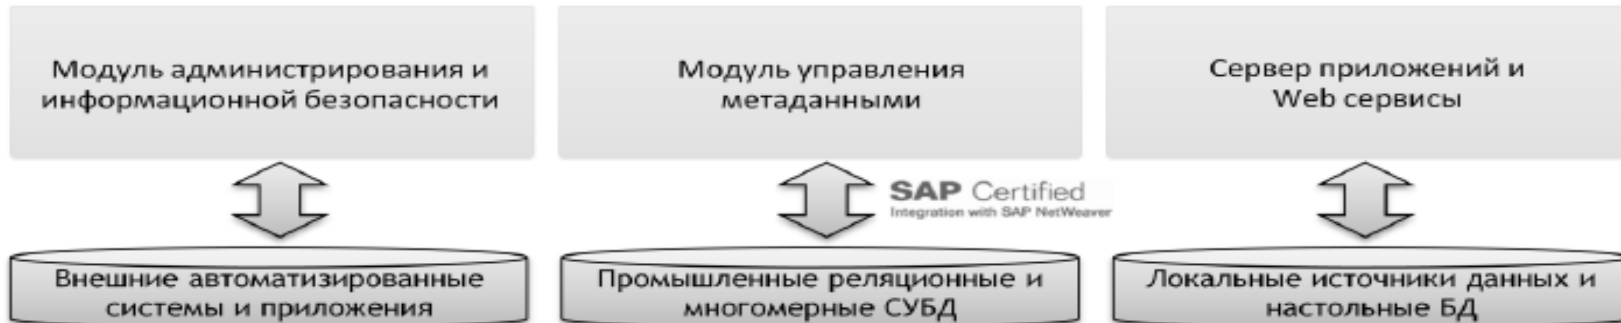 Модуль администрирования и
информационной безопасности
Модуль управления
метаданными
Сервер приложений и
Web сервисы
SAP Certified
Integration with SAP NetWeaver
Внешние автоматизированные
системы и приложения
Промышленные реляционные и
многомерные СУБД
Локальные источники данных и
настольные БД